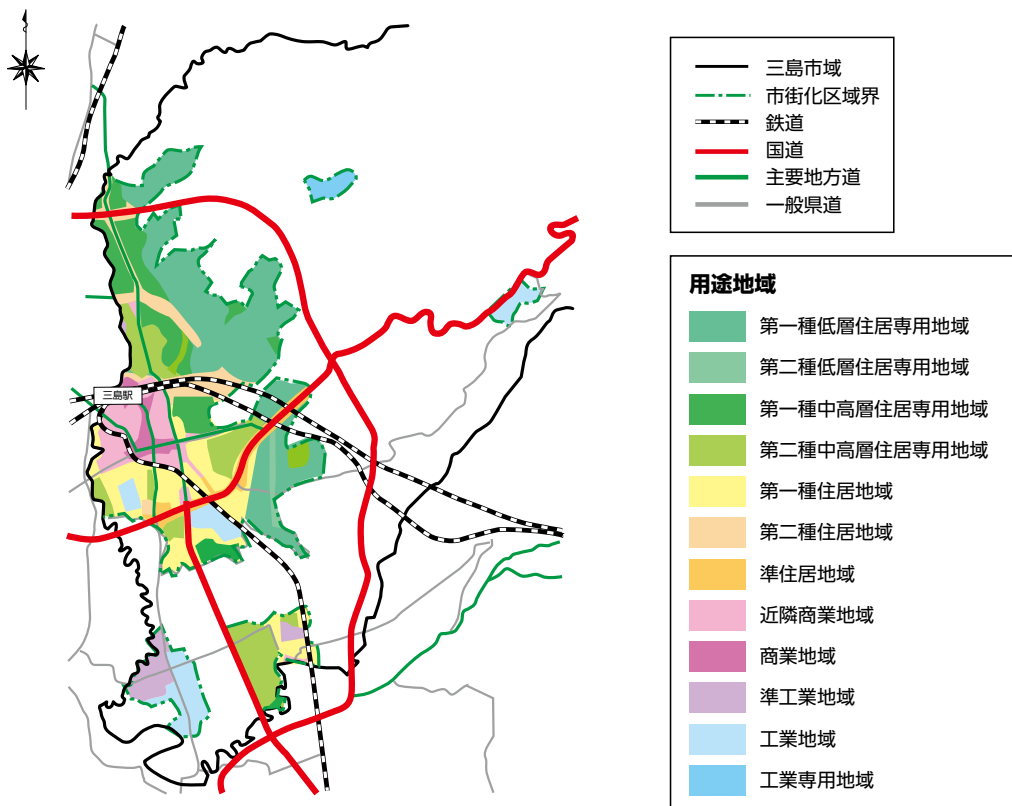 三島駅
三島市域
市街化区域界
鉄道
国道
主要地方道
一般県道
用途地域
第一種低層住居専用地域
第二種低層住居専用地域
第一種中高層住居専用地域
第二種中高層住居専用地域
第一種住居地域
第二種住居地域
準住居地域
近隣商業地域
商業地域
準工業地域
工業地域
工業専用地域